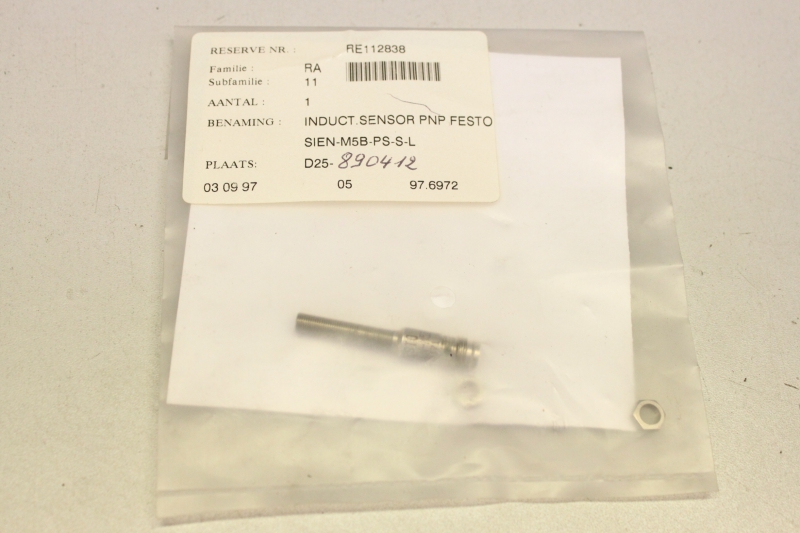 RESERVE NR. : RE112838
Familie : RA
Subfamilie : 11
AANTAL : 1
BENAMING : INDUCT.SENSOR PNP FESTO
SIEN-M5B-PS-S-L
PLAATS: D25-890412
03 09 97 05 97.6972